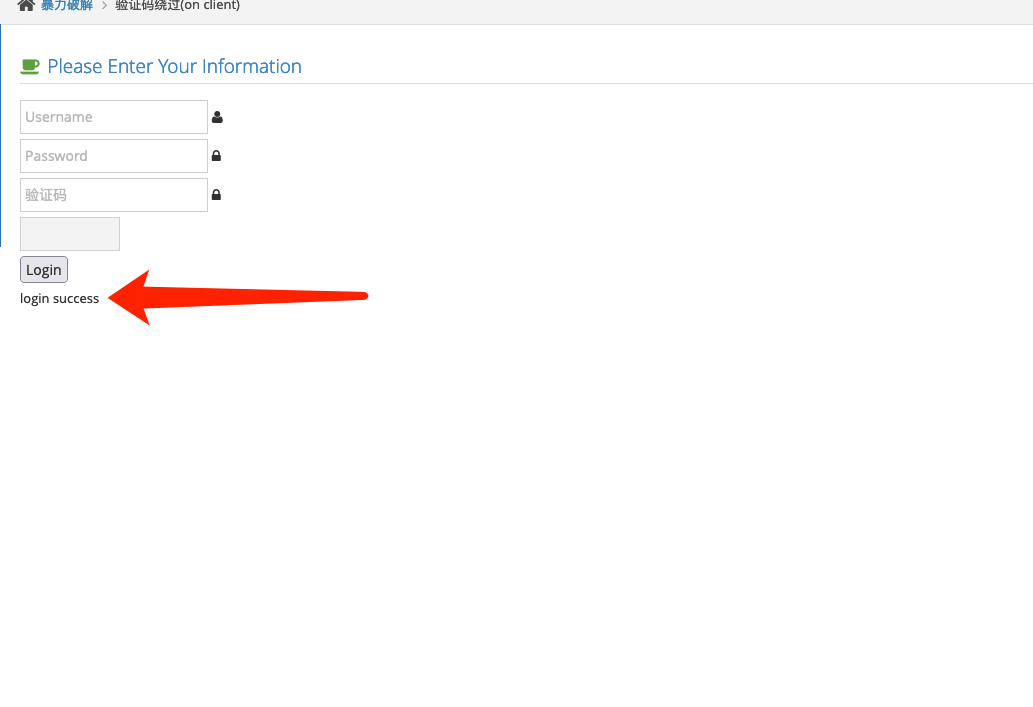 暴力破解 > 验证码绕过(on client)
Please Enter Your Information
Username
Password
验证码
Login
login success